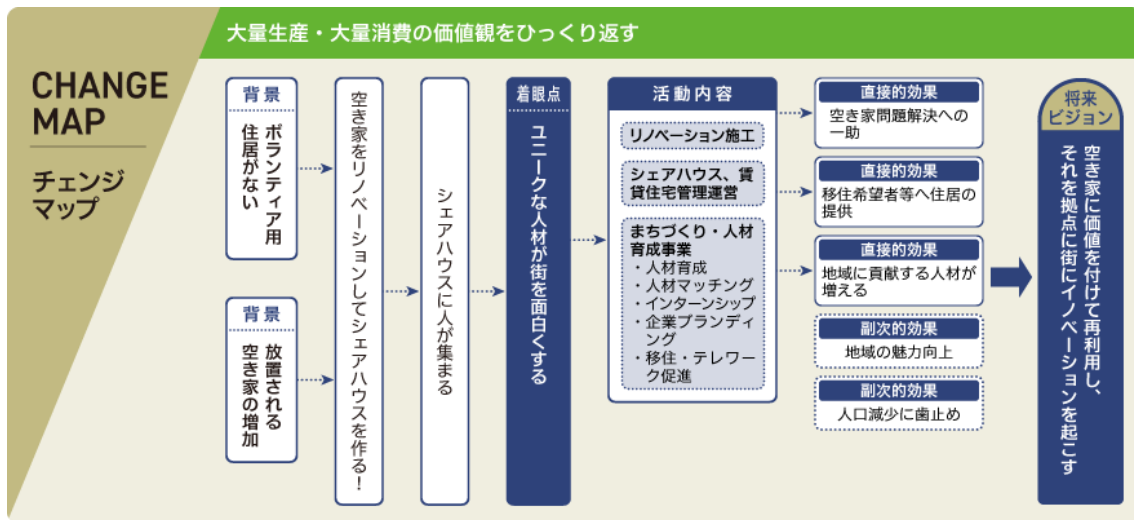 大量生産・大量消費の価値観をひっくり返す
CHANGE
MAP
チェンジ
マップ
背景
ボランティア用
住居がない
背景
放置される
空き家の増加
空き家をリノベーションしてシェアハウスを作る！
シェアハウスに人が集まる
着眼点
ユニークな人材が街を面白くする
活動内容
リノベーション施工
シェアハウス、賃
貸住宅管理運営
まちづくり・人材
育成事業
・人材育成
・人材マッチング
・インターンシップ
・企業ブランディ
ング
・移住・テレワー
ク促進
直接的効果
空き家問題解決への
一助
直接的効果
移住希望者等へ住居の
提供
直接的効果
地域に貢献する人材が
増える
副次的効果
地域の魅力向上
副次的効果
人口減少に歯止め
将来
ビジョン
空き家に価値を付けて再利用し、
それを拠点に街にイノベーションを起こす